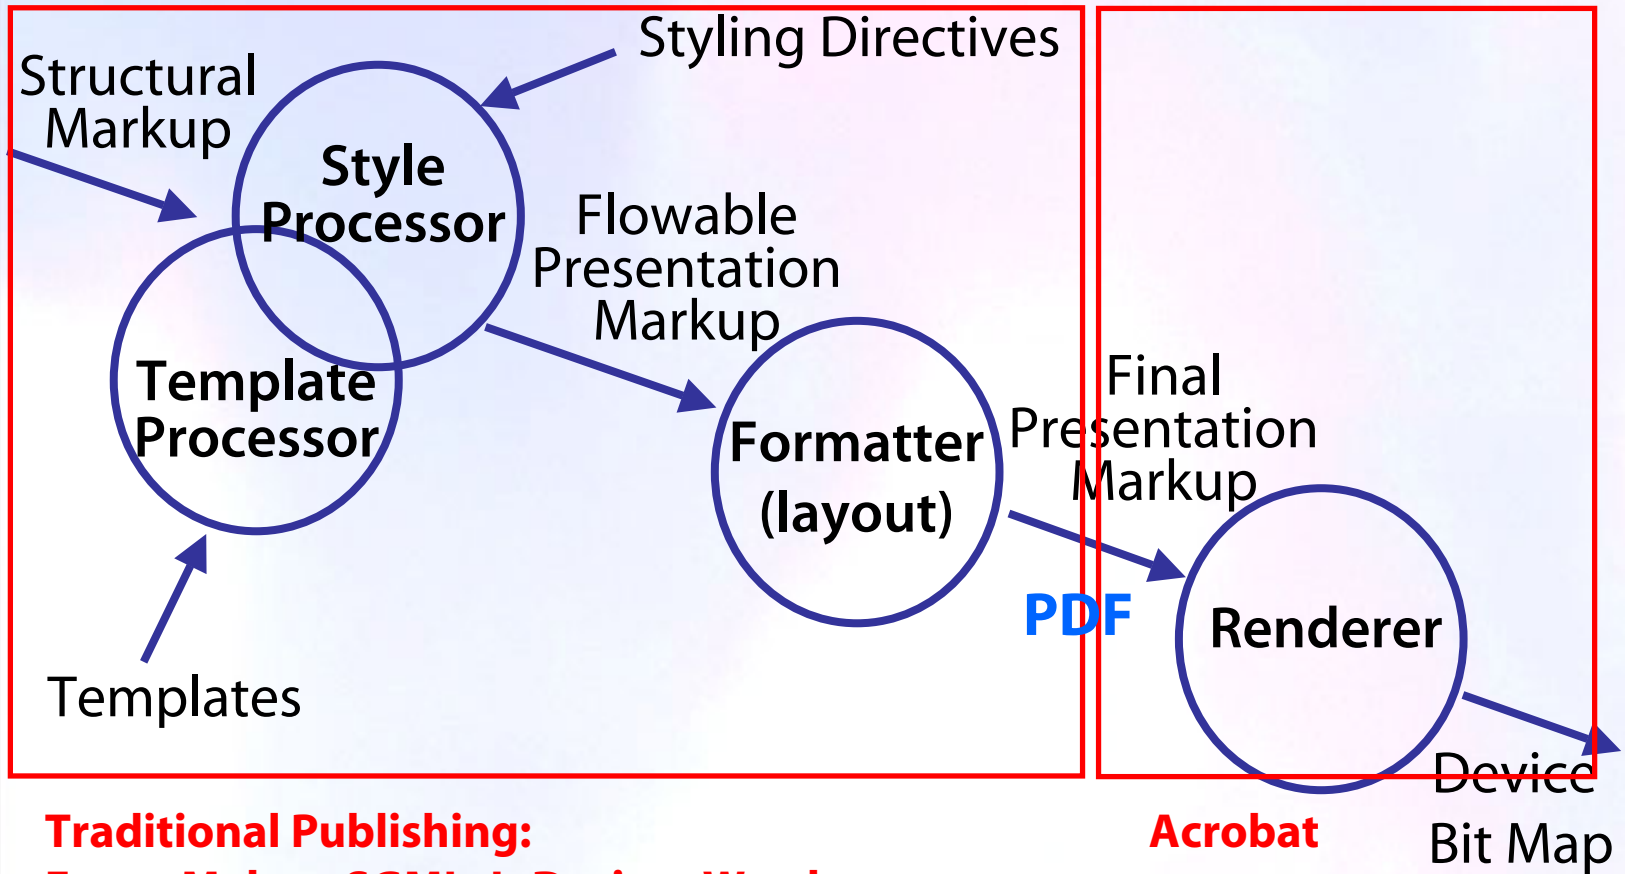 Styling Directives
Structural
Markup
Style
Processor
Flowable
Presentation
Markup
Template
Processor
Formatter
(layout)
Final
Presentation
Markup
PDF
Renderer
Templates
Device
Bit Map
Traditional Publishing:
Acrobat